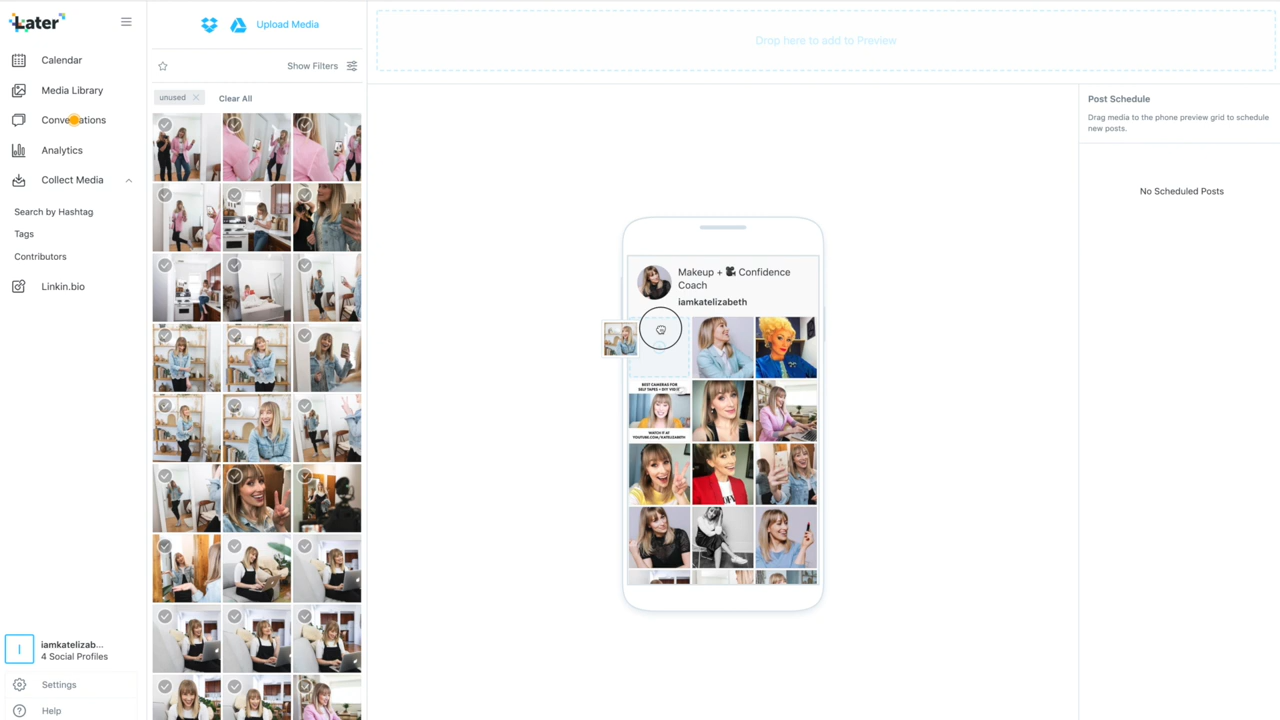 Later
Calendar
Media Library
Conversations
Analytics
Collect Media
Search by Hashtag
Tags
Contributors
Linkin.bio
iamkatelizab...
4 Social Profiles
Settings
Help
Upload Media
Show Filters
unused
Clear All
Drop here to add to Preview
Makeup + 🎥 Confidence
Coach
iamkatelizabeth
BEST CAMERAS FOR
SELF TAPES + DIY VIDEO
WATCH IT AT
YOUTUBE.COM/KATELIZABETH
Post Schedule
Drag media to the phone preview grid to schedule
new posts.
No Scheduled Posts